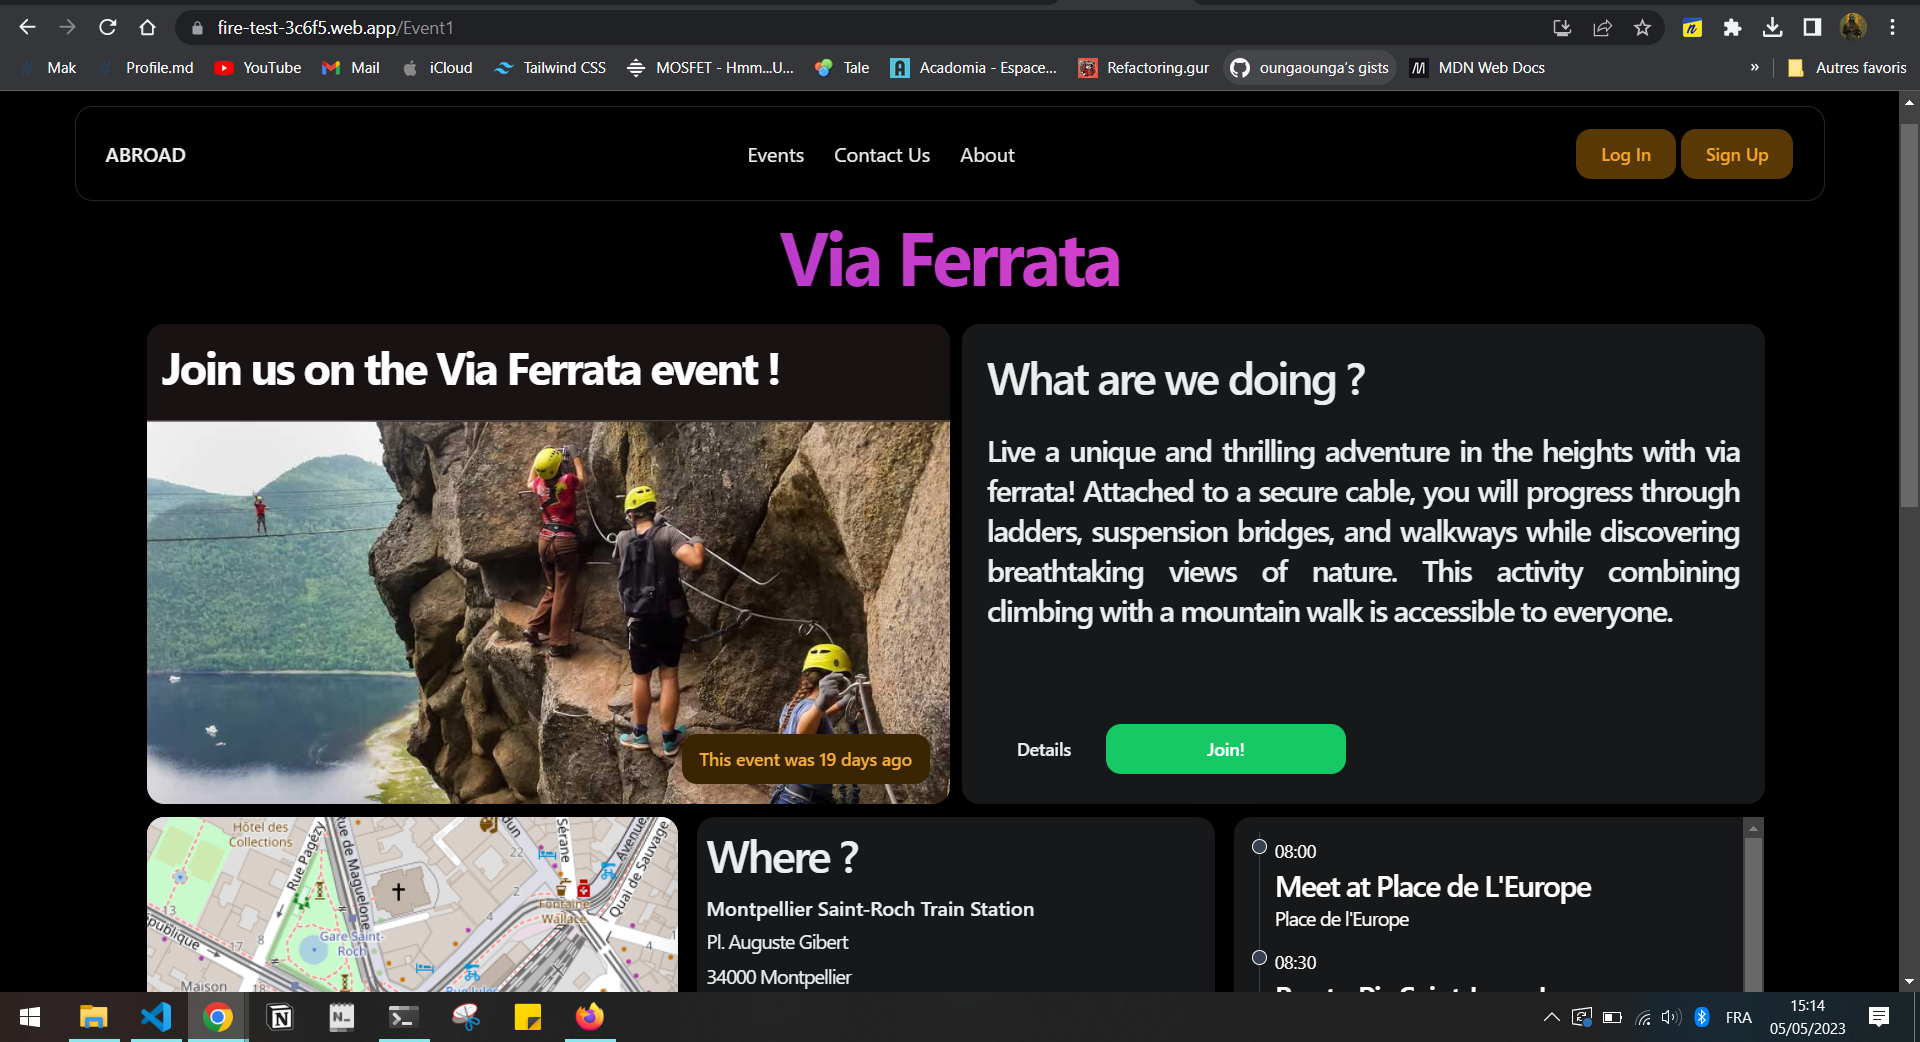 fire-test-3c6f5.web.app/Event1
Mak
Profile.md
YouTube
Mail
iCloud
Tailwind CSS
MOSFET - Hmm...U...
Tale
Acadomia - Espace...
Refactoring.gur
oungaounga's gists
MDN Web Docs
»
Autres favoris
ABROAD
Events
Contact Us
About
Log In
Sign Up
Via Ferrata
Join us on the Via Ferrata event !
This event was 19 days ago
What are we doing ?
Live a unique and thrilling adventure in the heights with via
ferrata! Attached to a secure cable, you will progress through
ladders, suspension bridges, and walkways while discovering
breathtaking views of nature. This activity combining
climbing with a mountain walk is accessible to everyone.
Details
Join!
Hôtel des
Collections
Rue Pagézy
Rue de Maguelone
Sérane
Avenue
Quai de Sauvage
22
2
4
4
13
17
8
18
Fontaine
Wallace
Gare Saint-
Roch
république
Maison
Rue Jules
Where ?
Montpellier Saint-Roch Train Station
Pl. Auguste Gibert
34000 Montpellier
08:00
Meet at Place de L'Europe
Place de l'Europe
08:30
FRA
15:14
05/05/2023